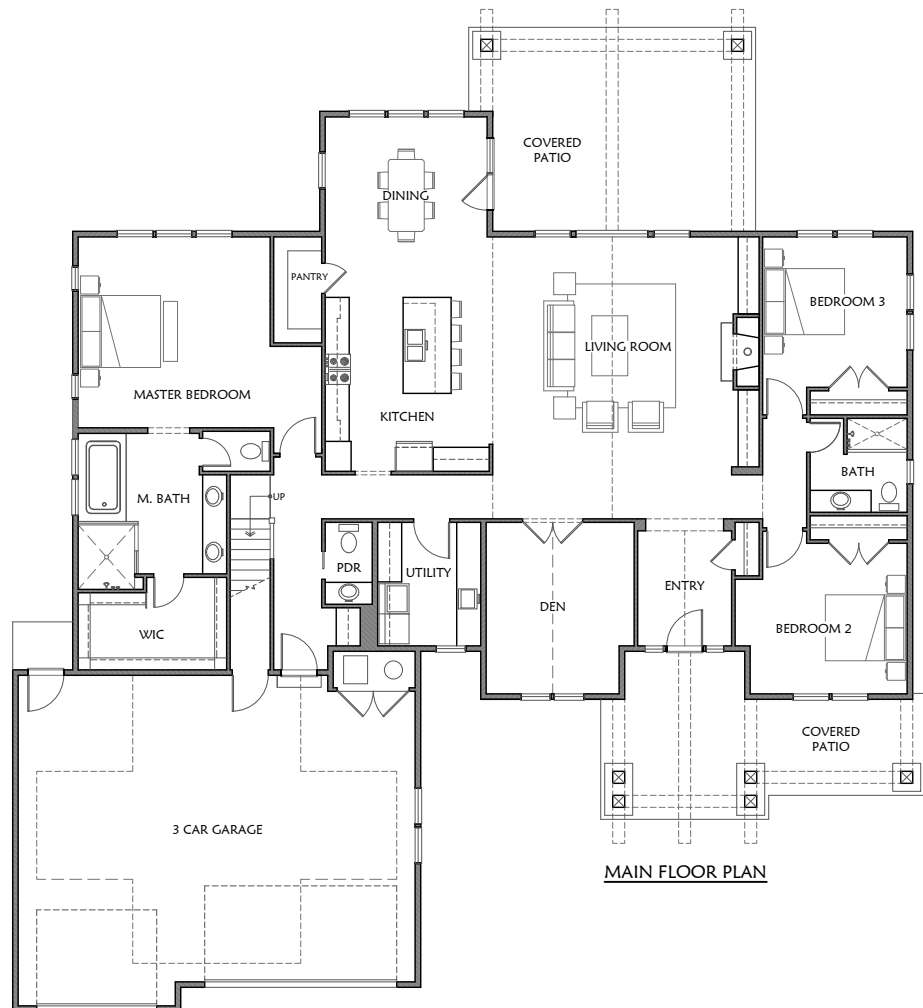 COVERED
PATIO
DINING
PANTRY
BEDROOM 3
LIVING ROOM
MASTER BEDROOM
KITCHEN
BATH
M. BATH
UP
PDR
UTILITY
DEN
ENTRY
WIC
BEDROOM 2
COVERED
PATIO
3 CAR GARAGE
MAIN FLOOR PLAN